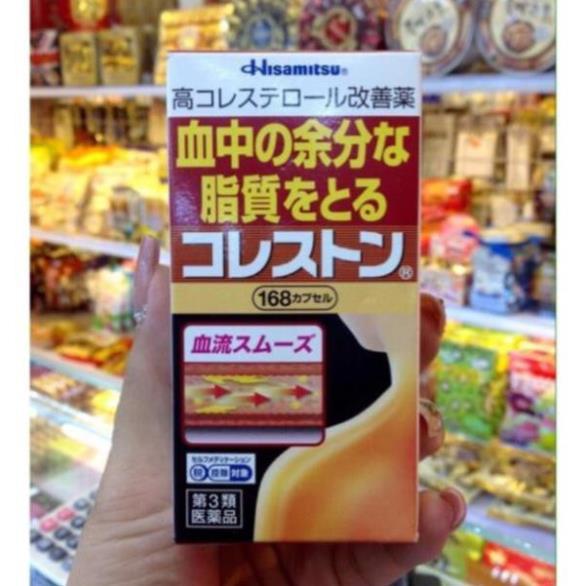 Hisamitsu®
高コレステロール改善薬
血中の余分な
脂質をとる
コレストン®
168カプセル
血流スムーズ
セルフメディケーション
税 控除 対象
第3類
医薬品